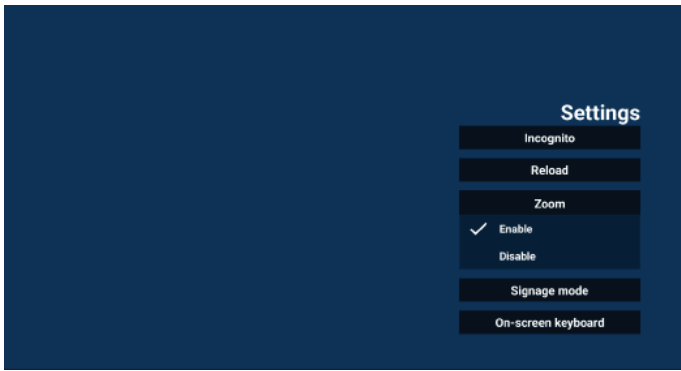 Settings
Incognito
Reload
Zoom
Enable
Disable
Signage mode
On-screen keyboard